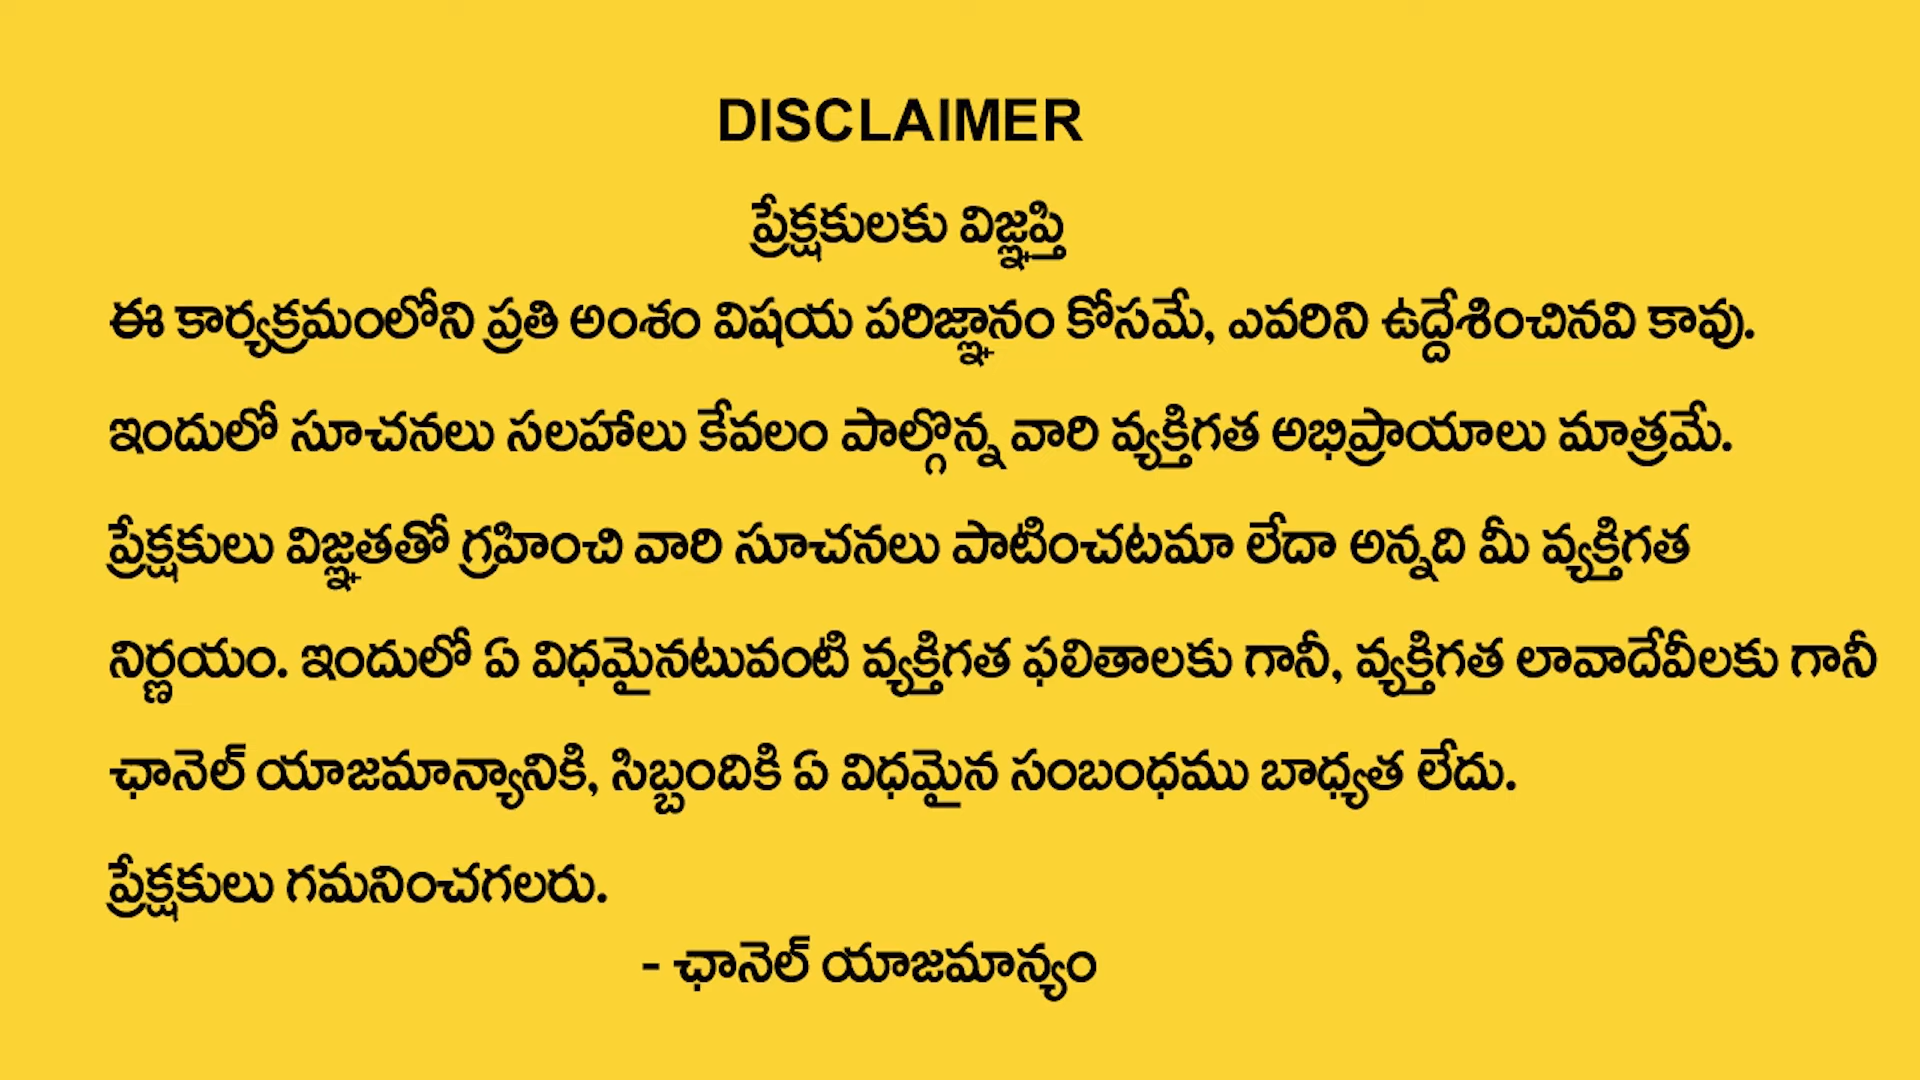 DISCLAIMER
ప్రేక్షకులకు విజ్ఞప్తి
ఈ కార్యక్రమంలోని ప్రతి అంశం విషయ పరిజ్ఞానం కోసమే, ఎవరిని ఉద్దేశించినవి కావు.
ఇందులో సూచనలు సలహాలు కేవలం పాల్గొన్న వారి వ్యక్తిగత అభిప్రాయాలు మాత్రమే.
ప్రేక్షకులు విజ్ఞతతో గ్రహించి వారి సూచనలు పాటించటమా లేదా అన్నది మీ వ్యక్తిగత
నిర్ణయం. ఇందులో ఏ విధమైనటువంటి వ్యక్తిగత ఫలితాలకు గానీ, వ్యక్తిగత లావాదేవీలకు గానీ
ఛానెల్ యాజమాన్యానికి, సిబ్బందికి ఏ విధమైన సంబంధము బాధ్యత లేదు.
ప్రేక్షకులు గమనించగలరు.
- ఛానెల్ యాజమాన్యం